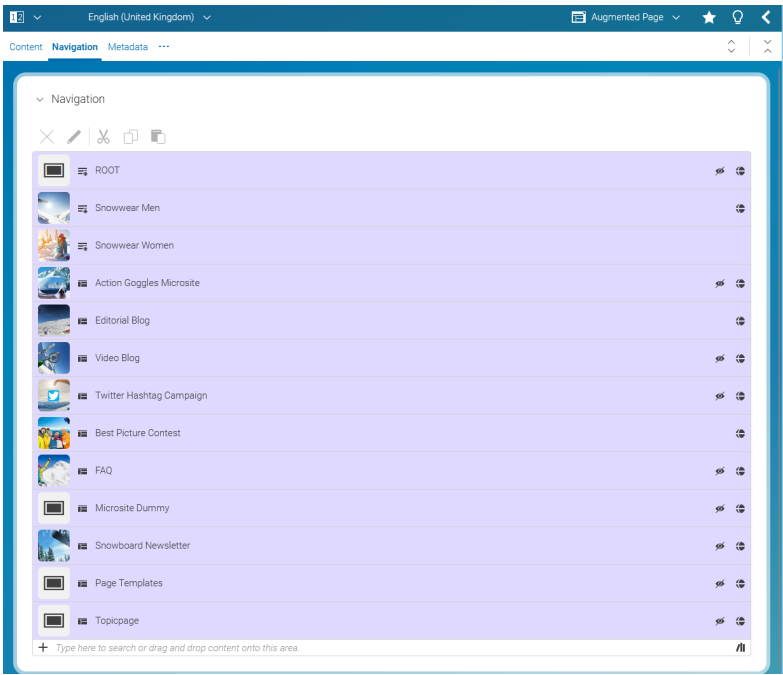 12 English (United Kingdom) Augmented Page
Content Navigation Metadata ...
Navigation
ROOT
Snowwear Men
Snowwear Women
Action Goggles Microsite
Editorial Blog
Video Blog
Twitter Hashtag Campaign
Best Picture Contest
FAQ
Microsite Dummy
Snowboard Newsletter
Page Templates
Topicpage
Type here to search or drag and drop content onto this area.